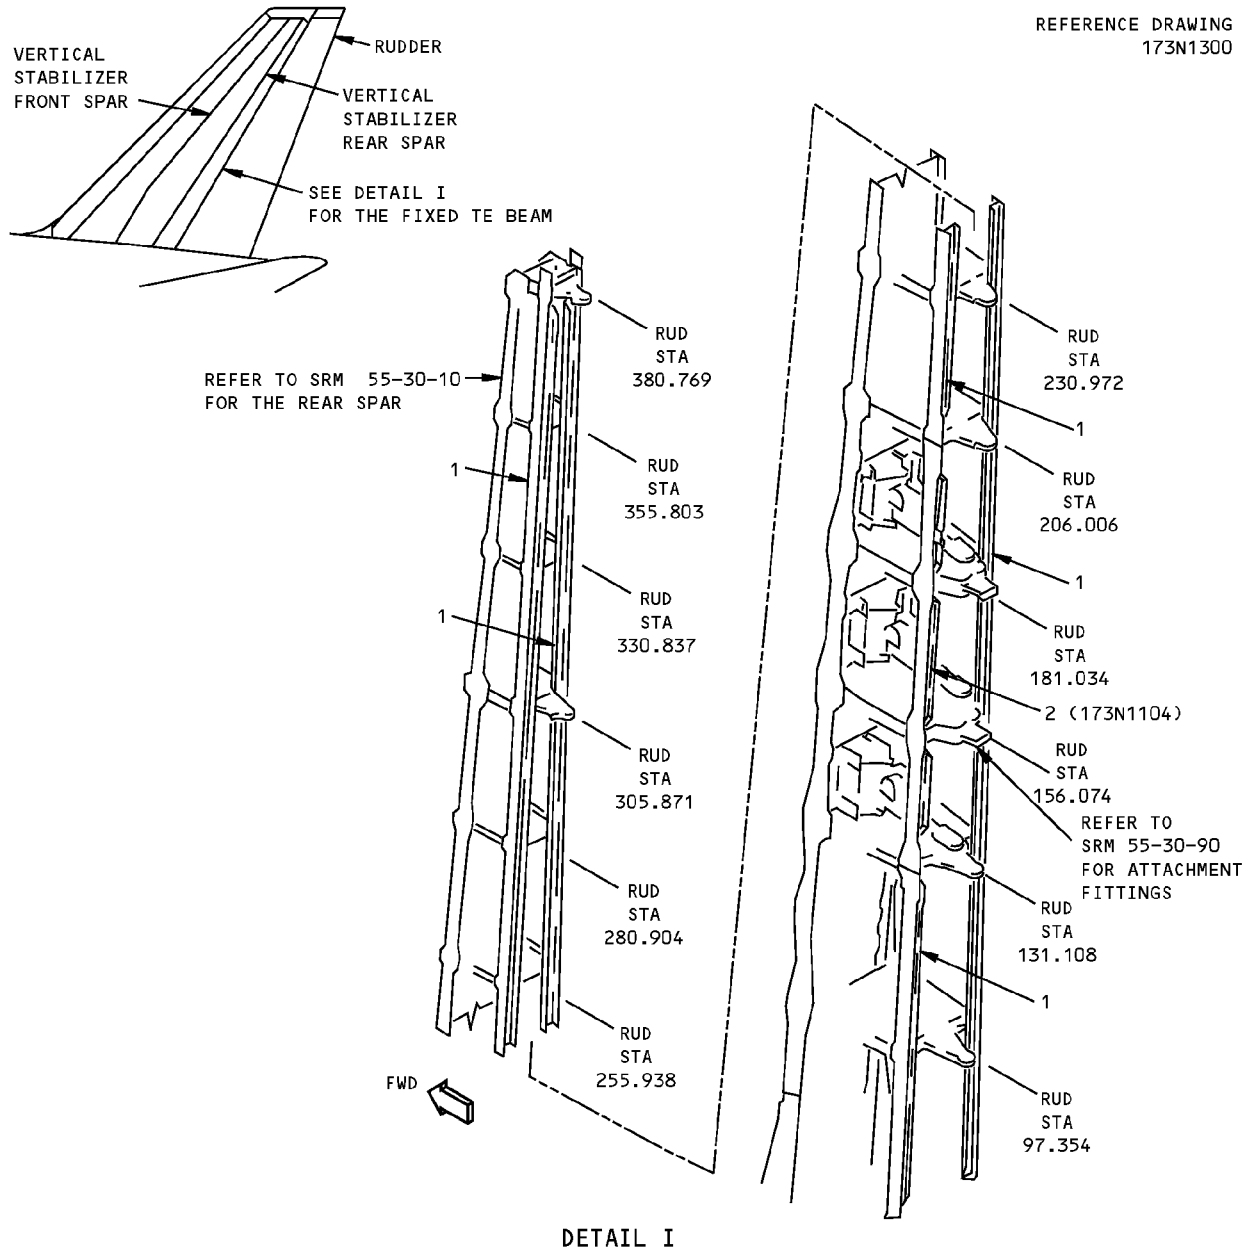 REFERENCE DRAWING
173N1300
RUDDER
VERTICAL
STABILIZER
FRONT SPAR
VERTICAL
STABILIZER
REAR SPAR
SEE DETAIL I
FOR THE FIXED TE BEAM
REFER TO SRM 55-30-10
FOR THE REAR SPAR
1
1
RUD
STA
380.769
RUD
STA
355.803
RUD
STA
330.837
RUD
STA
305.871
RUD
STA
280.904
RUD
STA
255.938
FWD
RUD
STA
230.972
1
RUD
STA
206.006
1
RUD
STA
181.034
2 (173N1104)
RUD
STA
156.074
REFER TO
SRM 55-30-90
FOR ATTACHMENT
FITTINGS
RUD
STA
131.108
1
RUD
STA
97.354
DETAIL I